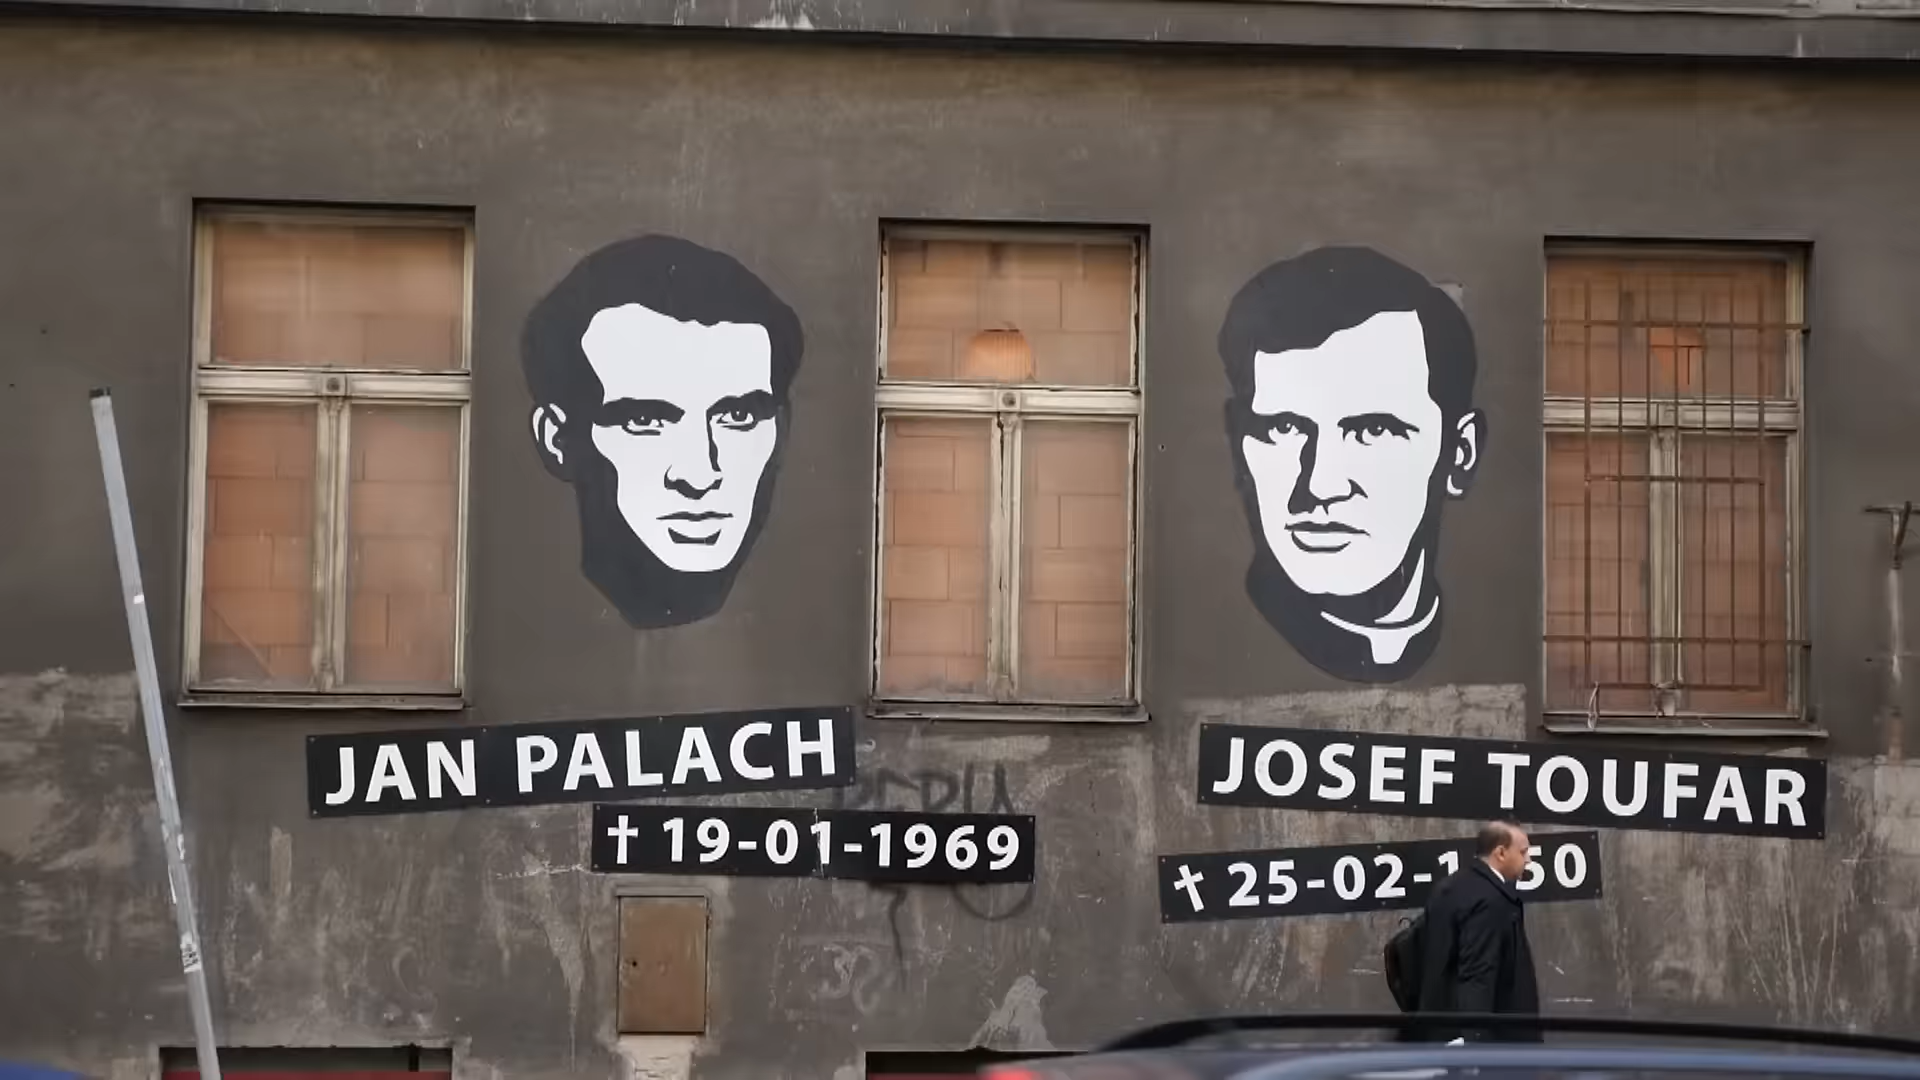 JAN PALACH
† 19-01-1969
JOSEF TOUFAR
† 25-02-1 50